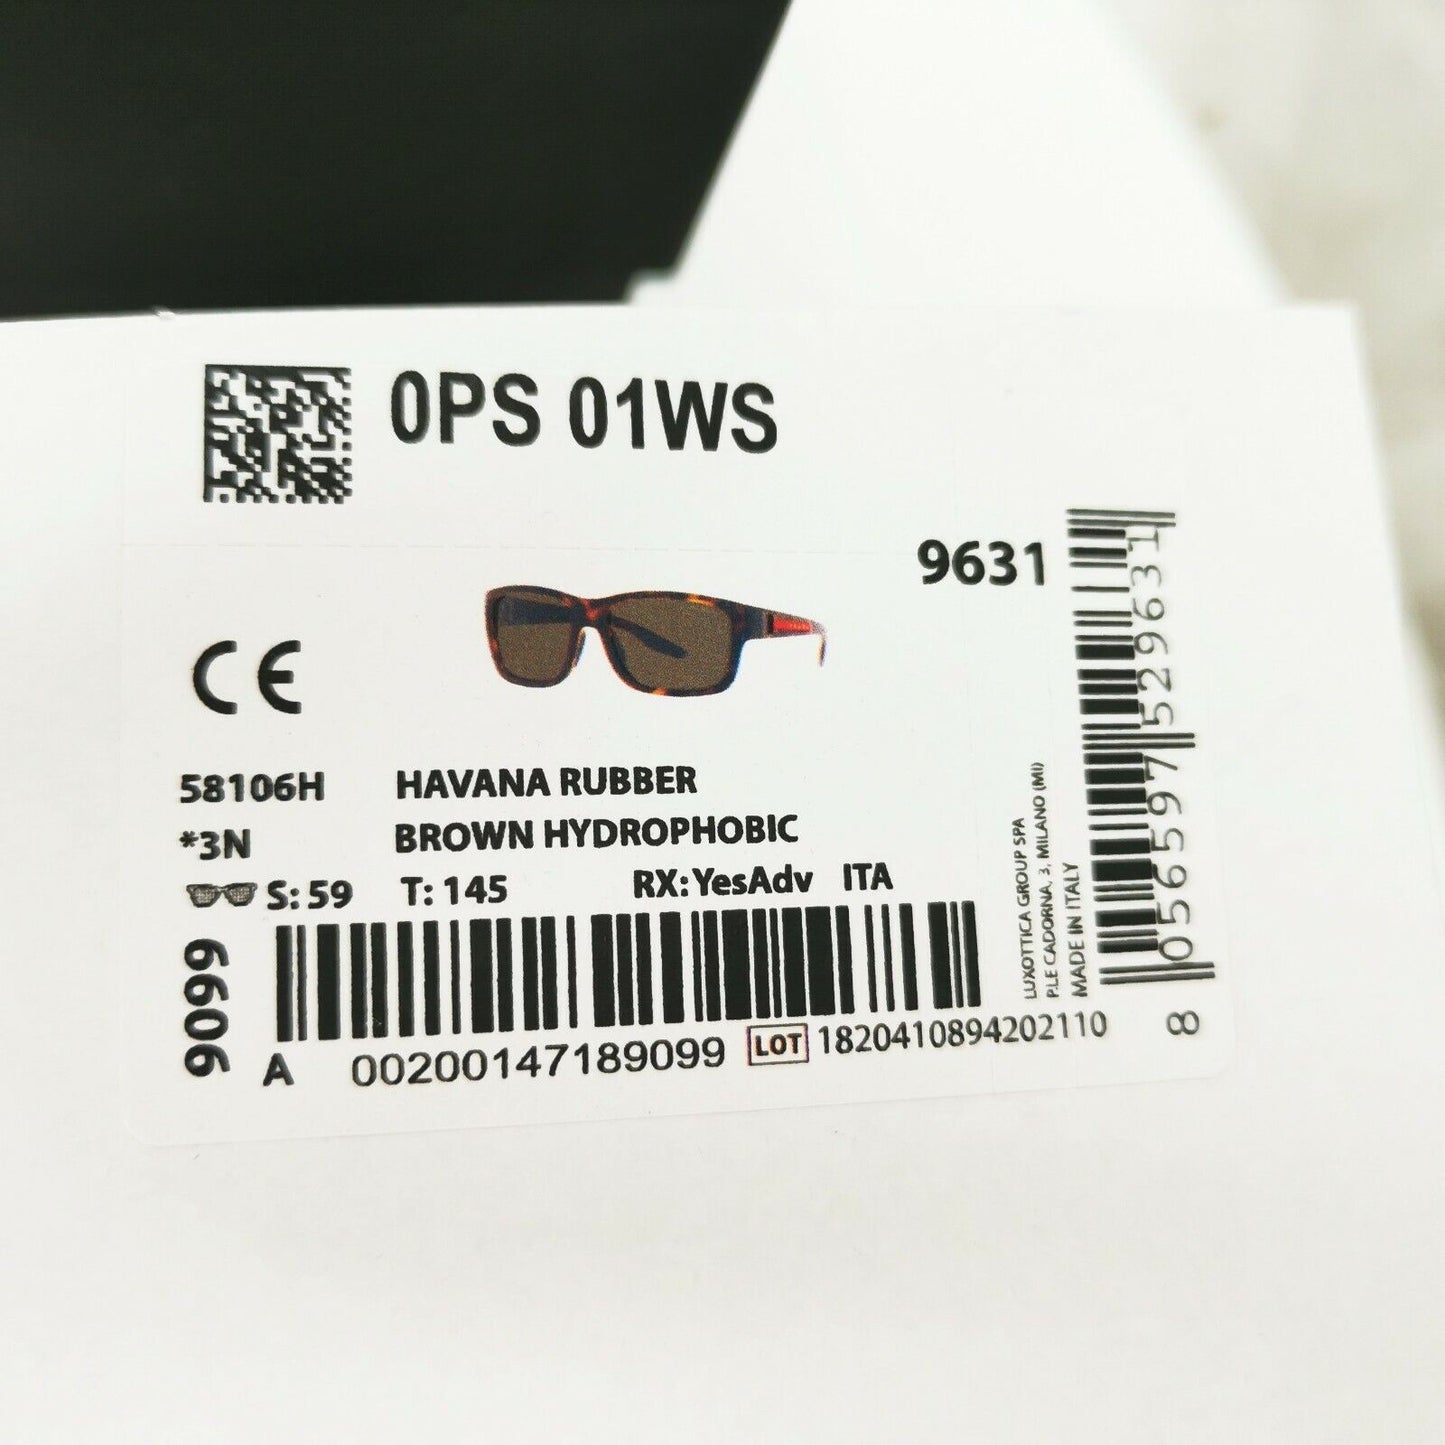 0PS 01WS
9631
CE
58106H HAVANA RUBBER
*3N BROWN HYDROPHOBIC
S: 59 T: 145 RX: YesAdv ITA
9099
A 00200147189099 LOT 1820410894202110
LUXOTTICA GROUP SPA
P.LE CADORNA, 3, MILANO (MI)
MADE IN ITALY
8 056597 529631